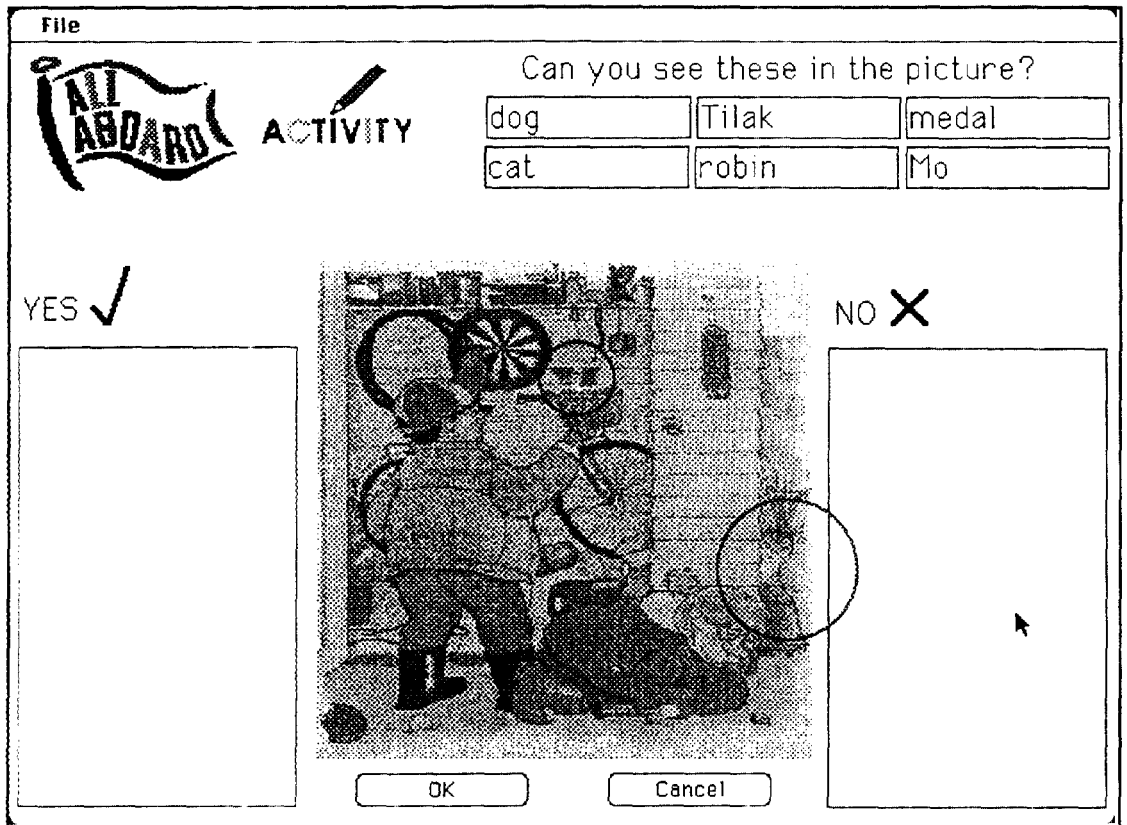 File
ALL
ABOARD
ACTIVITY
Can you see these in the picture?
dog Tilak medal
cat robin Mo
YES
NO
OK Cancel